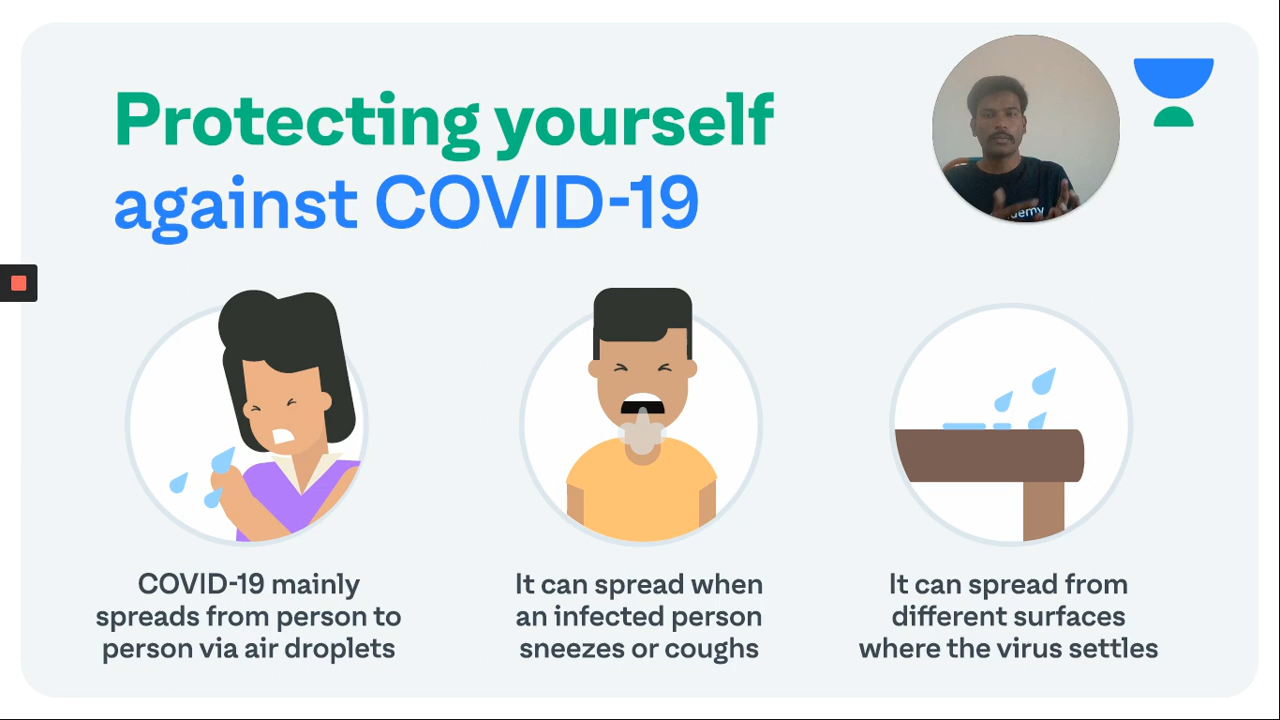 Protecting yourself
against COVID-19
demy
COVID-19 mainly
spreads from person to
person via air droplets
It can spread when
an infected person
sneezes or coughs
It can spread from
different surfaces
where the virus settles